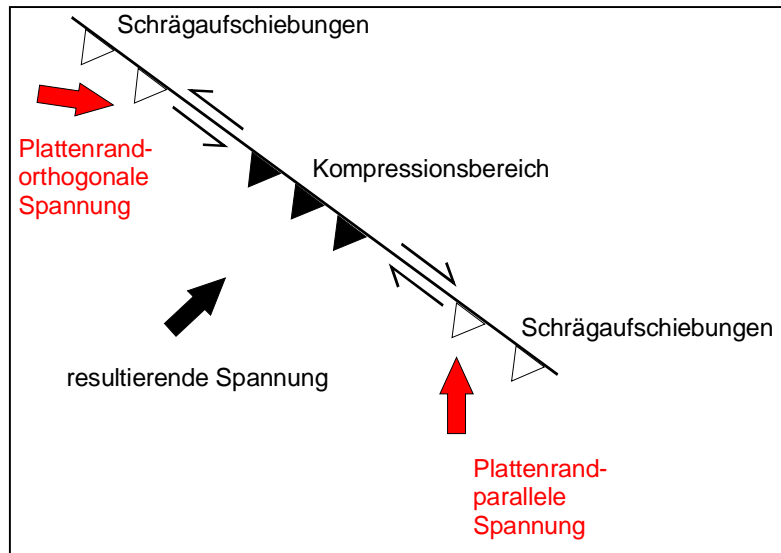 Schrägaufschiebungen
Plattenrand-
orthogonale
Spannung
Kompressionsbereich
Schrägaufschiebungen
resultierende Spannung
Plattenrand-
parallele
Spannung